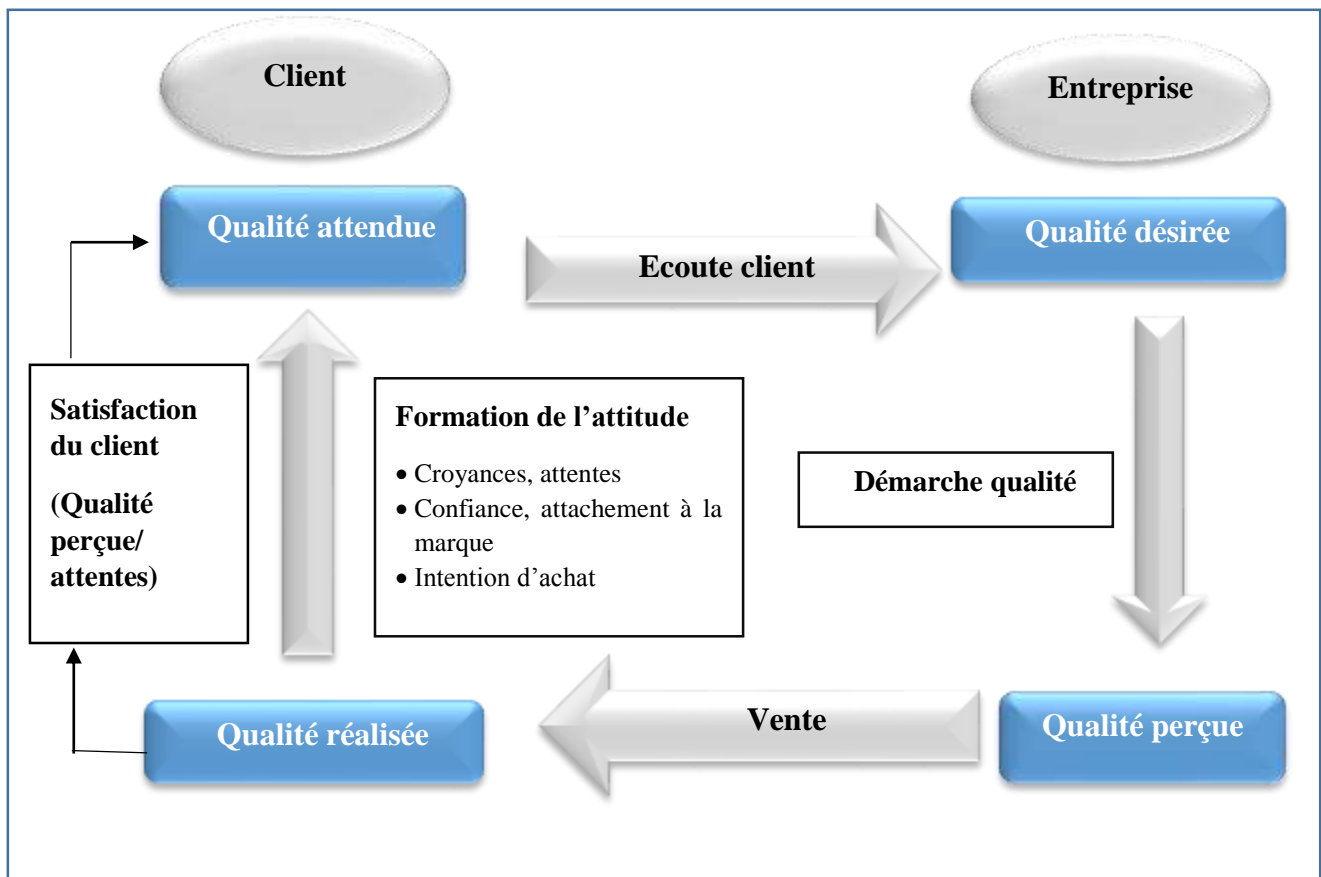 Client
Entreprise
Qualité attendue
Qualité désirée
Ecoute client
Satisfaction
du client
(Qualité
perçue/
attentes)
Formation de l’attitude
• Croyances, attentes
• Confiance, attachement à la
marque
• Intention d’achat
Démarche qualité
Qualité réalisée
Vente
Qualité perçue